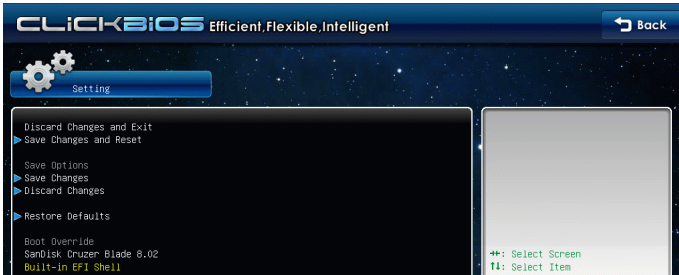 CLiCKBiOS Efficient,Flexible,Intelligent
Back
Setting
Discard Changes and Exit
Save Changes and Reset
Save Options
Save Changes
Discard Changes
Restore Defaults
Boot Override
SanDisk Cruzer Blade 8.02
Built-in EFI Shell
→←: Select Screen
↑↓: Select Item